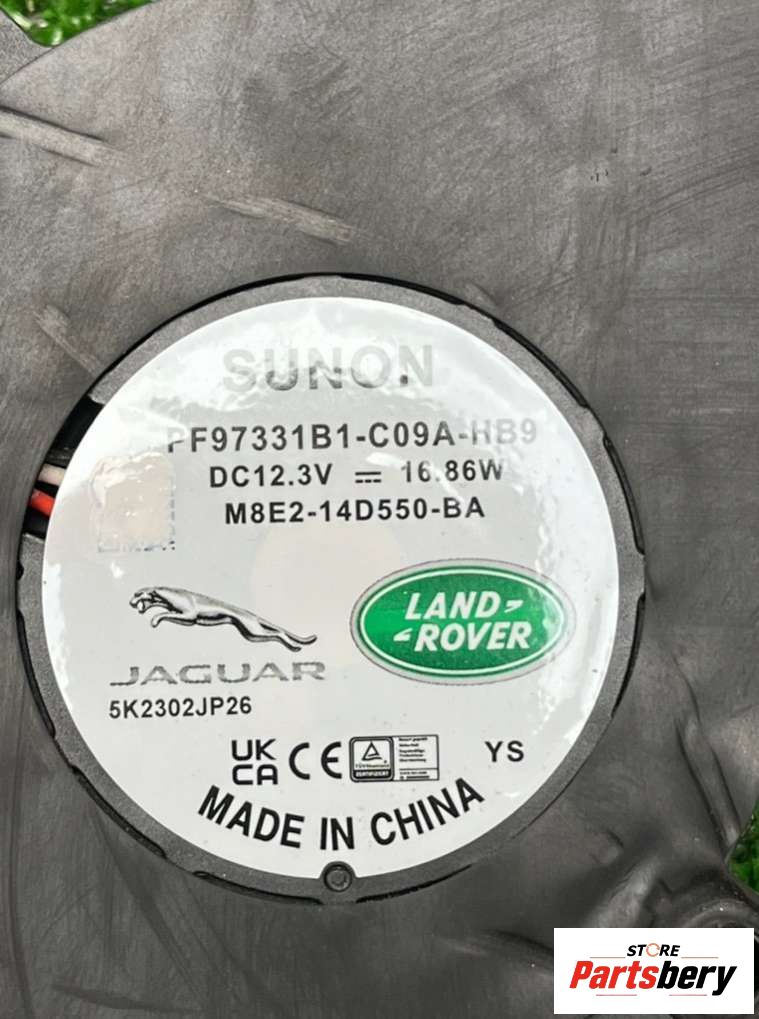 SUNON
PF97331B1-C09A-HB9
DC12.3V ⎓ 16.86W
M8E2-14D550-BA
LAND-
-ROVER
JAGUAR
5K2302JP26
UK
CA CE
YS
MADE IN CHINA
STORE
Partsbery